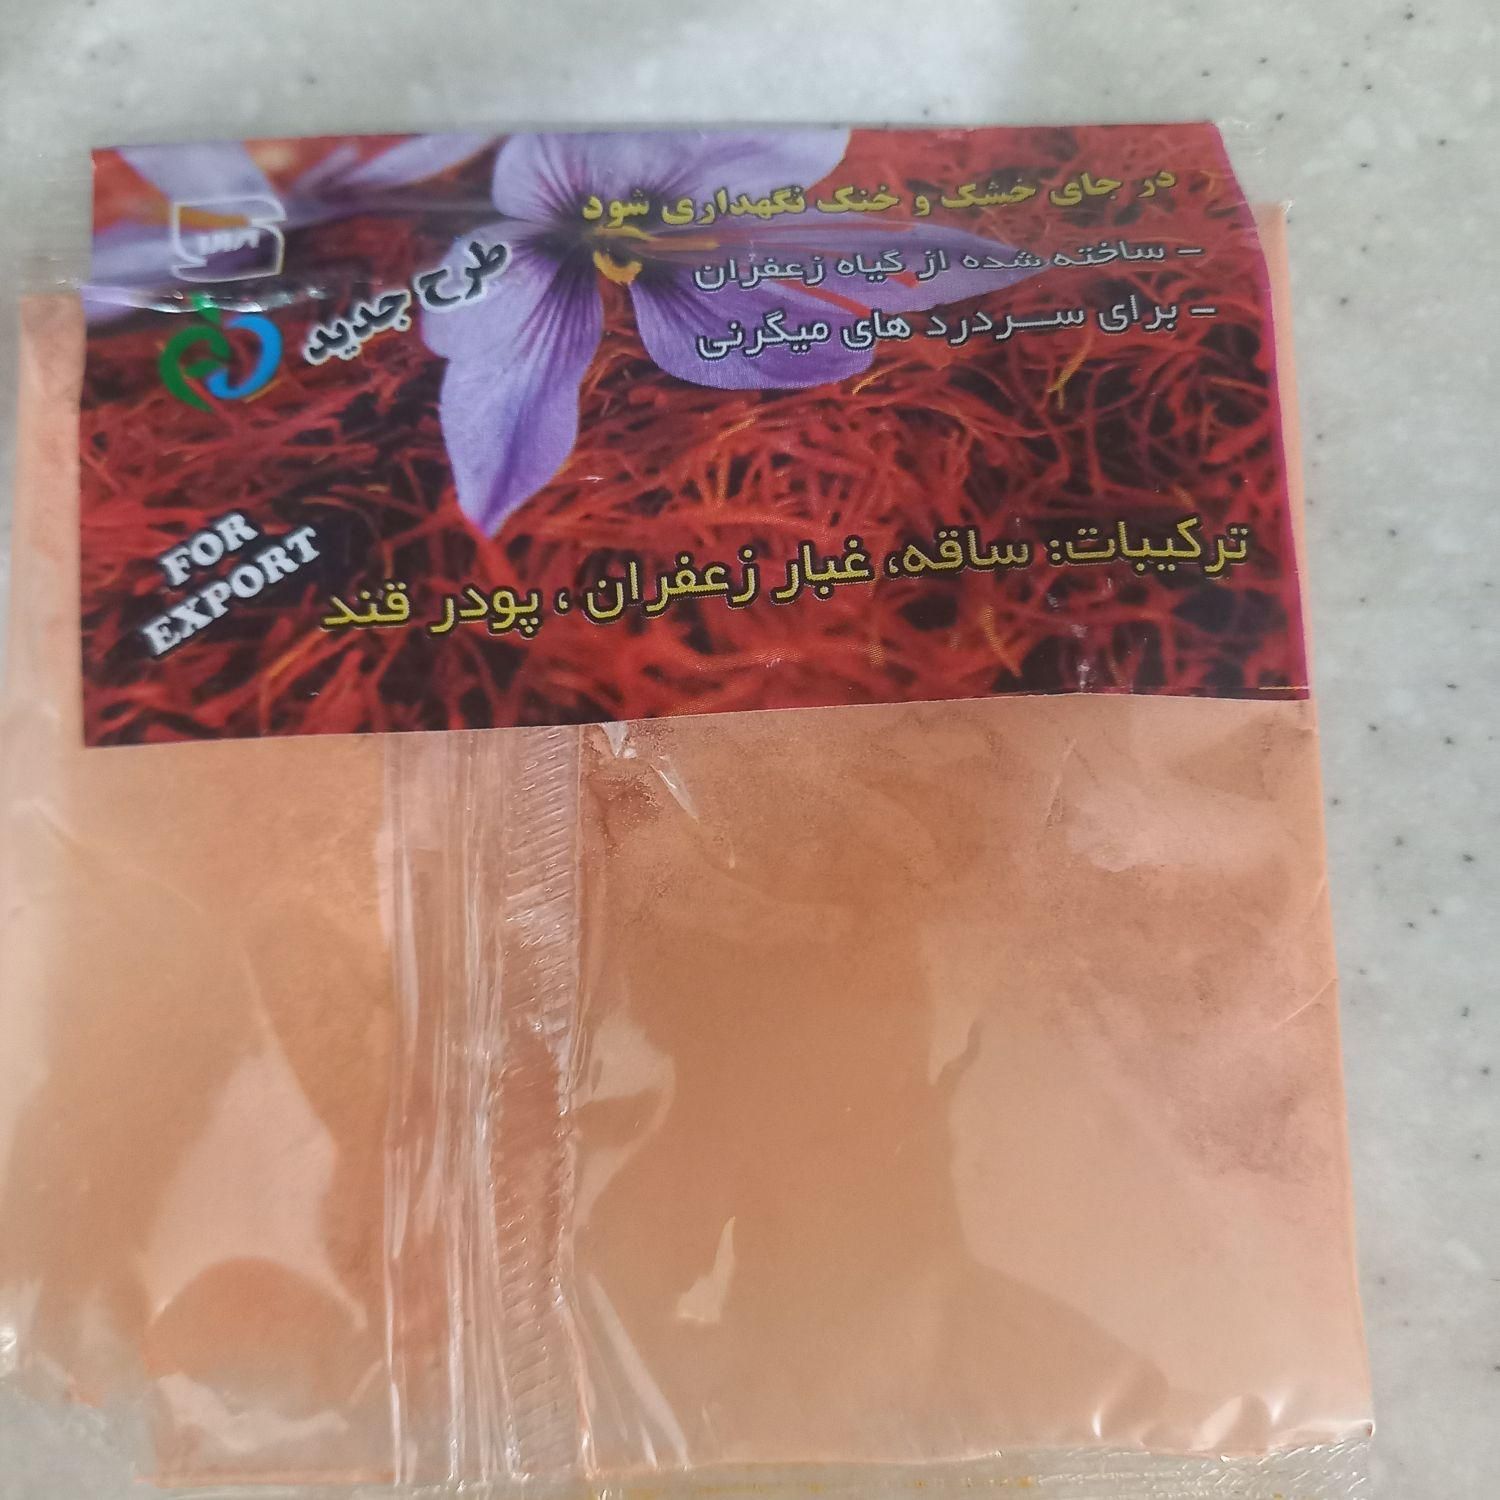 در جای خشک و خنک نگهداری شود
- ساخته شده از گیاه زعفران
- برای سردرد های میگرنی
طرح جدید
FOR
EXPORT
ترکیبات: ساقه، غبار زعفران، پودر قند